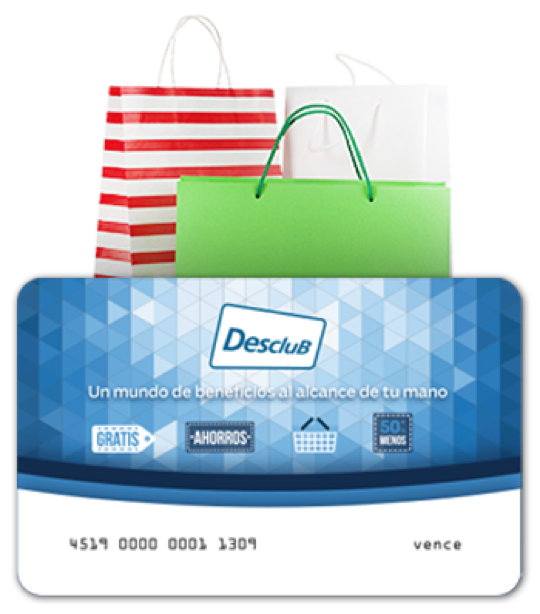 DescluB
Un mundo de beneficios al alcance de tu mano
GRATIS
AHORROS
50%
MENOS
4519 0000 0001 1309 vence